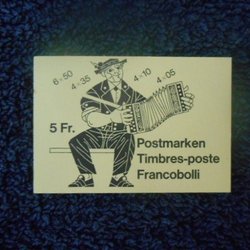 6×50
4×35
4×10
4×05
5 Fr.
Postmarken
Timbres-poste
Francobolli